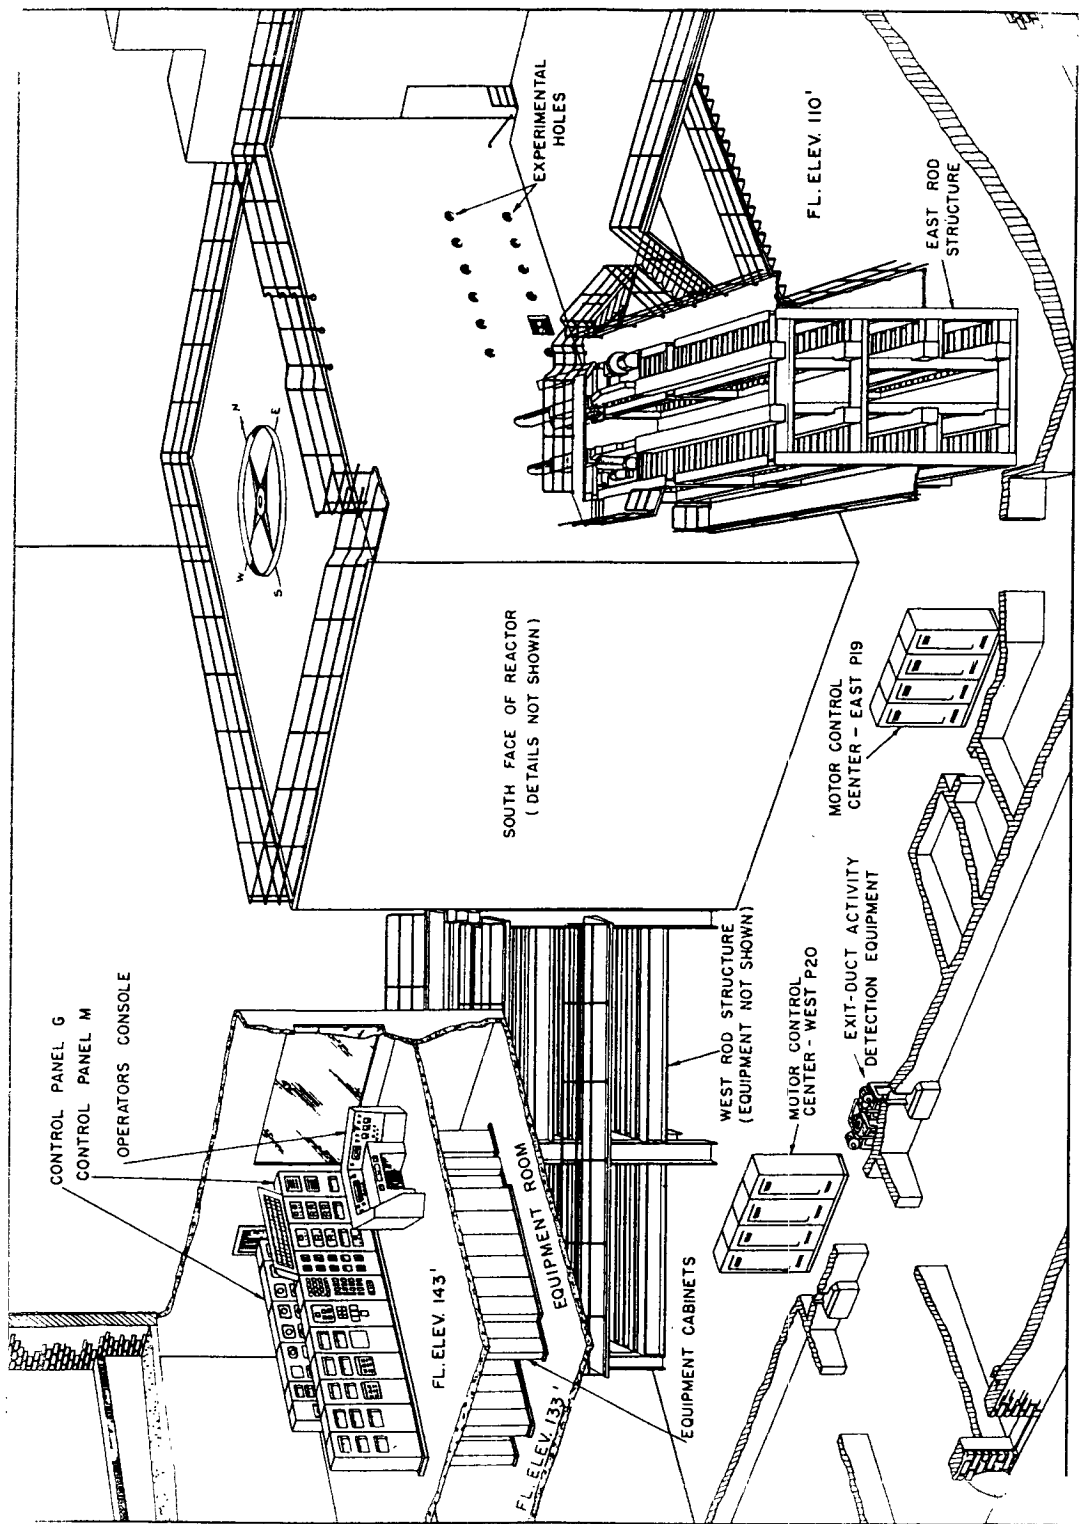 CONTROL PANEL G
CONTROL PANEL M
OPERATORS CONSOLE
N
E
W
S
EXPERIMENTAL
HOLES
SOUTH FACE OF REACTOR
( DETAILS NOT SHOWN )
FL. ELEV. 110'
EAST ROD
STRUCTURE
FL. ELEV. 143'
EQUIPMENT ROOM
FL. ELEV. 133'
EQUIPMENT CABINETS
WEST ROD STRUCTURE
(EQUIPMENT NOT SHOWN)
MOTOR CONTROL
CENTER - WEST P20
EXIT-DUCT ACTIVITY
DETECTION EQUIPMENT
MOTOR CONTROL
CENTER - EAST P19